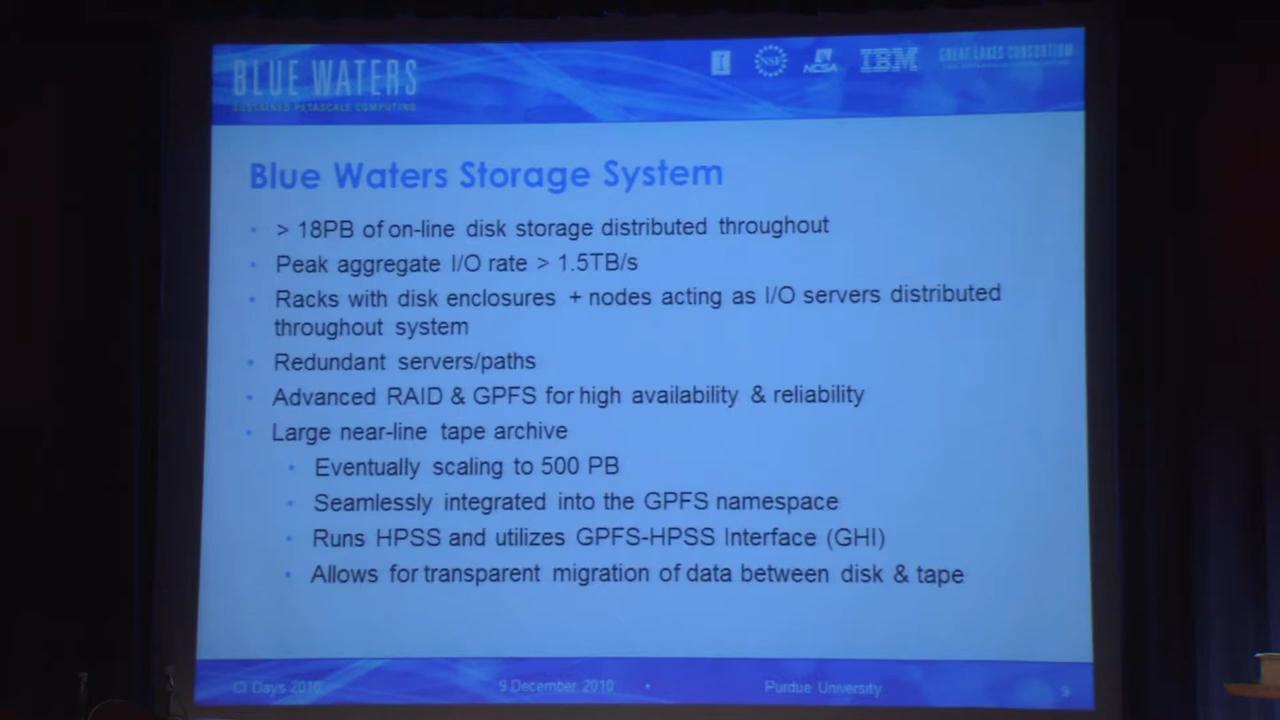 BLUE WATERS
SUSTAINED PETASCALE COMPUTING
I
NSF
NCSA
IBM
GREAT LAKES CONSORTIUM
Blue Waters Storage System
> 18PB of on-line disk storage distributed throughout
Peak aggregate I/O rate > 1.5TB/s
Racks with disk enclosures + nodes acting as I/O servers distributed
throughout system
Redundant servers/paths
Advanced RAID & GPFS for high availability & reliability
Large near-line tape archive
Eventually scaling to 500 PB
Seamlessly integrated into the GPFS namespace
Runs HPSS and utilizes GPFS-HPSS Interface (GHI)
Allows for transparent migration of data between disk & tape
CI Days 2010
9 December 2010
Purdue University
9